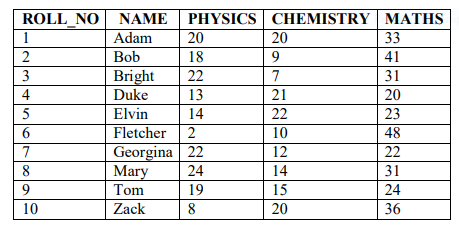 ROLL_NO NAME PHYSICS CHEMISTRY MATHS
1 Adam 20 20 33
2 Bob 18 9 41
3 Bright 22 7 31
4 Duke 13 21 20
5 Elvin 14 22 23
6 Fletcher 2 10 48
7 Georgina 22 12 22
8 Mary 24 14 31
9 Tom 19 15 24
10 Zack 8 20 36